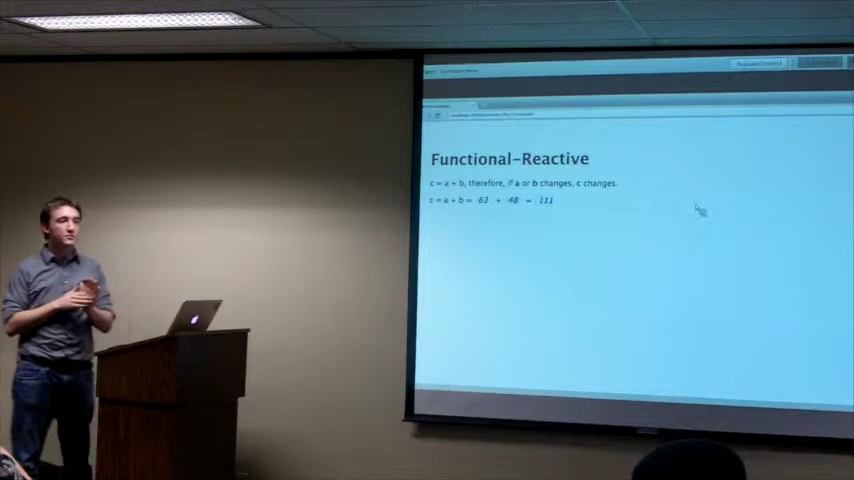 Functional-Reactive
c = a + b, therefore, if a or b changes, c changes.
c = a + b = 63 + 48 = 111